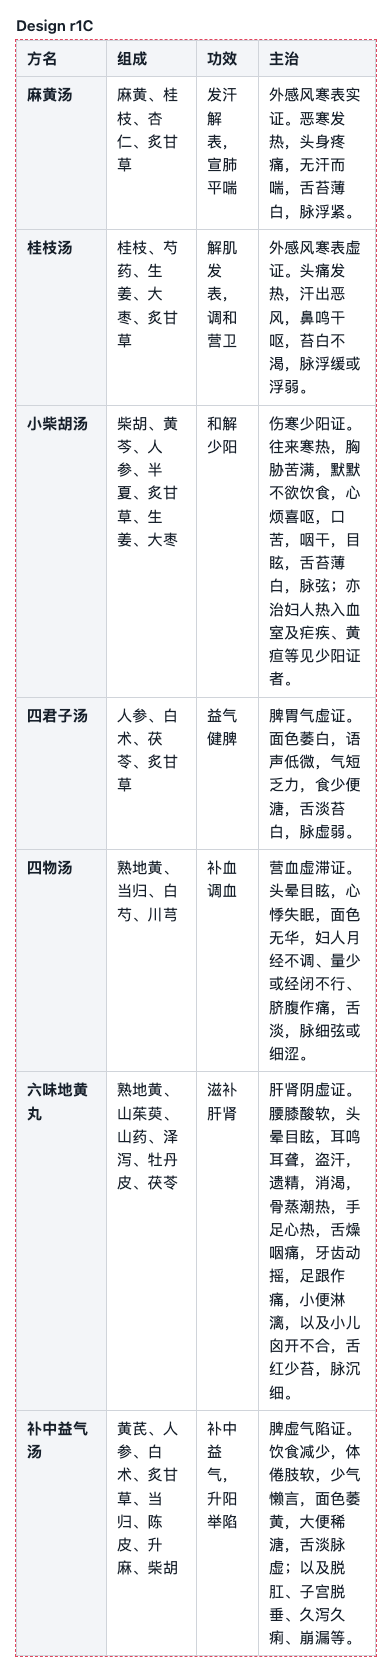 Design r1C
方名 组成 功效 主治
麻黄汤
麻黄、桂
枝、杏
仁、炙甘
草
发汗
解
表，
宣肺
平喘
外感风寒表实
证。恶寒发
热，头身疼
痛，无汗而
喘，舌苔薄
白，脉浮紧。
桂枝汤
桂枝、芍
药、生
姜、大
枣、炙甘
草
解肌
发
表，
调和
营卫
外感风寒表虚
证。头痛发
热，汗出恶
风，鼻鸣干
呕，苔白不
渴，脉浮缓或
浮弱。
小柴胡汤
柴胡、黄
芩、人
参、半
夏、炙甘
草、生
姜、大枣
和解
少阳
伤寒少阳证。
往来寒热，胸
胁苦满，默默
不欲饮食，心
烦喜呕，口
苦，咽干，目
眩，舌苔薄
白，脉弦；亦
治妇人热入血
室及疟疾、黄
疸等见少阳证
者。
四君子汤
人参、白
术、茯
苓、炙甘
草
益气
健脾
脾胃气虚证。
面色萎白，语
声低微，气短
乏力，食少便
溏，舌淡苔
白，脉虚弱。
四物汤
熟地黄、
当归、白
芍、川芎
补血
调血
营血虚滞证。
头晕目眩，心
悸失眠，面色
无华，妇人月
经不调、量少
或经闭不行、
脐腹作痛，舌
淡，脉细弦或
细涩。
六味地黄
丸
熟地黄、
山茱萸、
山药、泽
泻、牡丹
皮、茯苓
滋补
肝肾
肝肾阴虚证。
腰膝酸软，头
晕目眩，耳鸣
耳聋，盗汗，
遗精，消渴，
骨蒸潮热，手
足心热，舌燥
咽痛，牙齿动
摇，足跟作
痛，小便淋
漓，以及小儿
囟开不合，舌
红少苔，脉沉
细。
补中益气
汤
黄芪、人
参、白
术、炙甘
草、当
归、陈
皮、升
麻、柴胡
补中
益
气，
升阳
举陷
脾虚气陷证。
饮食减少，体
倦肢软，少气
懒言，面色萎
黄，大便稀
溏，舌淡脉
虚；以及脱
肛、子宫脱
垂、久泻久
痢、崩漏等。